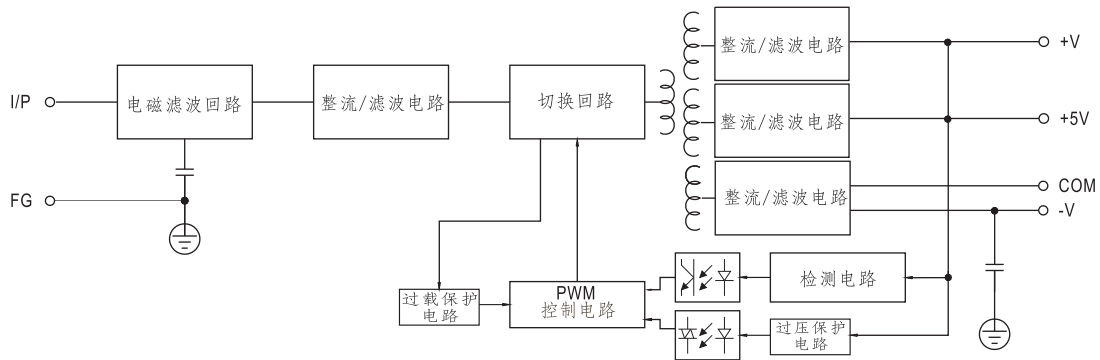 整流/滤波电路
+V
I/P
电磁滤波回路
整流/滤波电路
切换回路
整流/滤波电路
+5V
FG
整流/滤波电路
COM
-V
检测电路
过载保护
电路
PWM
控制电路
过压保护
电路